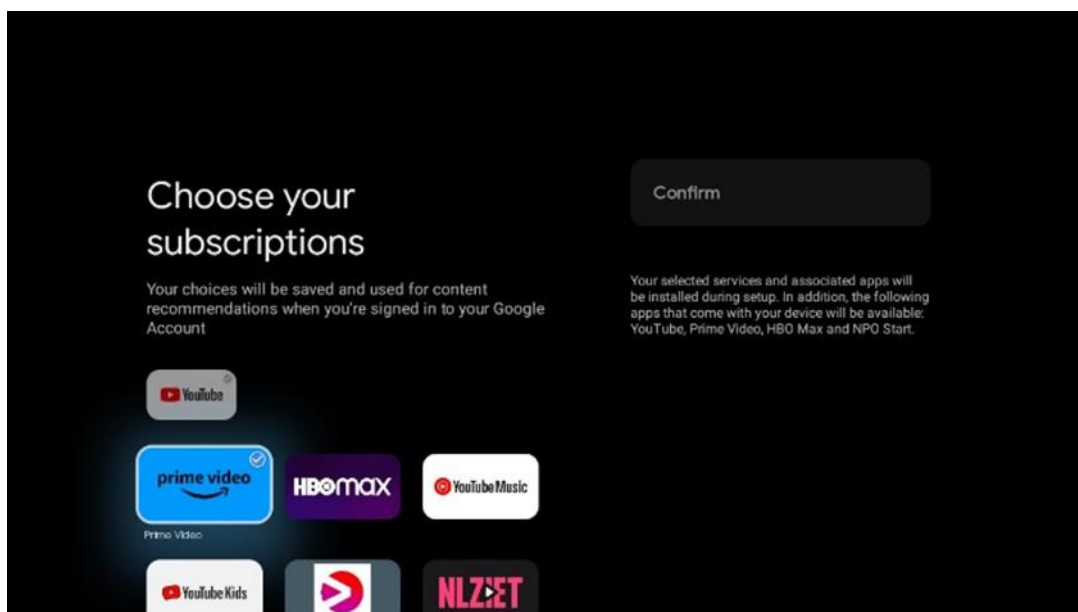 Choose your
subscriptions
Your choices will be saved and used for content
recommendations when you're signed in to your Google
Account
YouTube
prime video
HBOmax
YouTube Music
Prime Video
YouTube Kids
NLZIET
Confirm
Your selected services and associated apps will
be installed during setup. In addition, the following
apps that come with your device will be available:
YouTube, Prime Video, HBO Max and NPO Start.